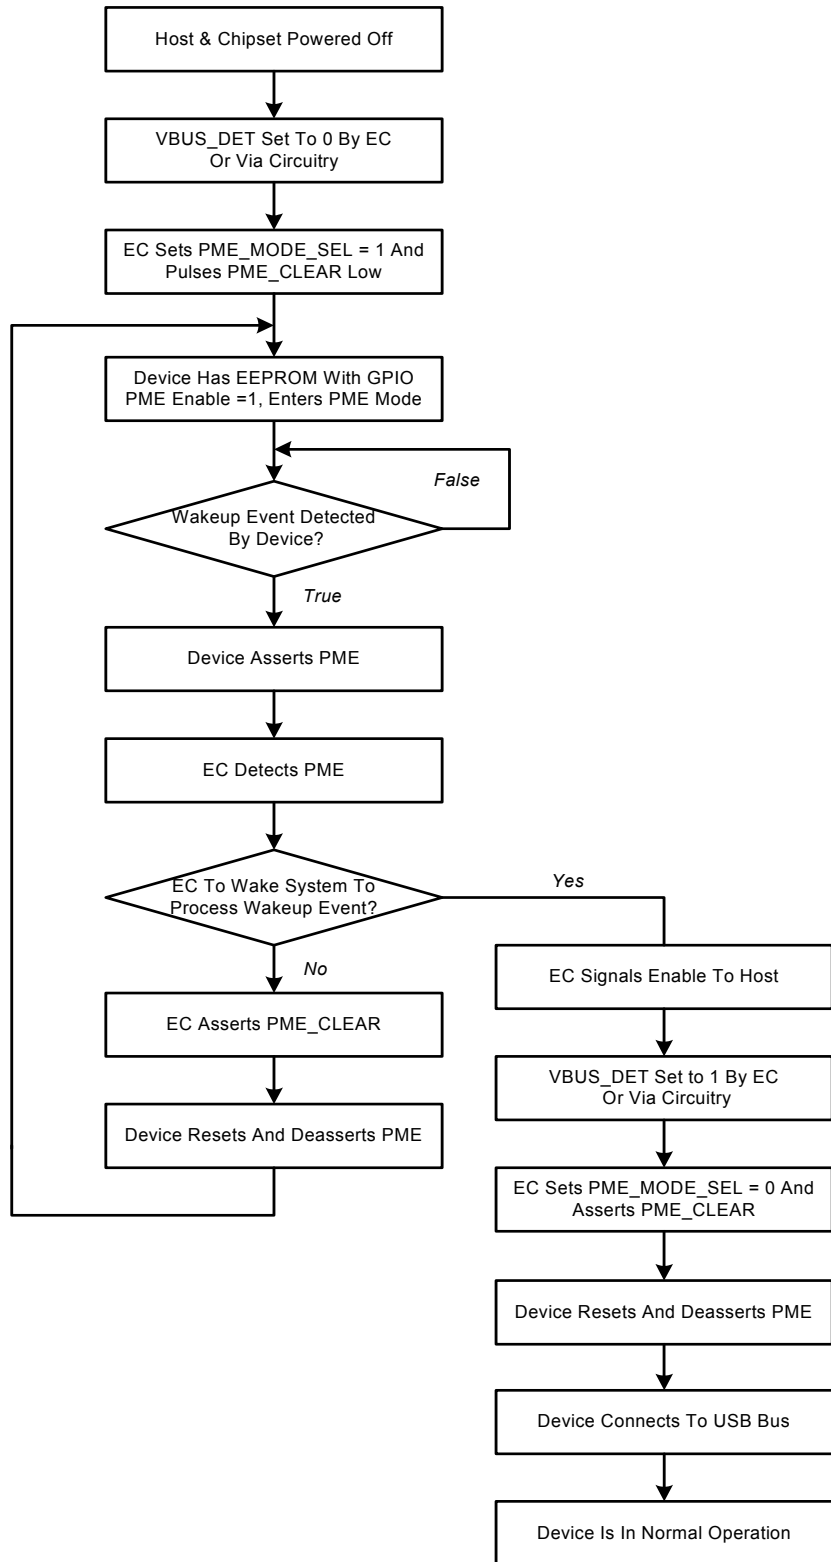 Host & Chipset Powered Off
VBUS_DET Set To 0 By EC
Or Via Circuitry
EC Sets PME_MODE_SEL = 1 And
Pulses PME_CLEAR Low
Device Has EEPROM With GPIO
PME Enable =1, Enters PME Mode
False
Wakeup Event Detected
By Device?
True
Device Asserts PME
EC Detects PME
EC To Wake System To
Process Wakeup Event?
Yes
No
EC Asserts PME_CLEAR
Device Resets And Deasserts PME
EC Signals Enable To Host
VBUS_DET Set to 1 By EC
Or Via Circuitry
EC Sets PME_MODE_SEL = 0 And
Asserts PME_CLEAR
Device Resets And Deasserts PME
Device Connects To USB Bus
Device Is In Normal Operation